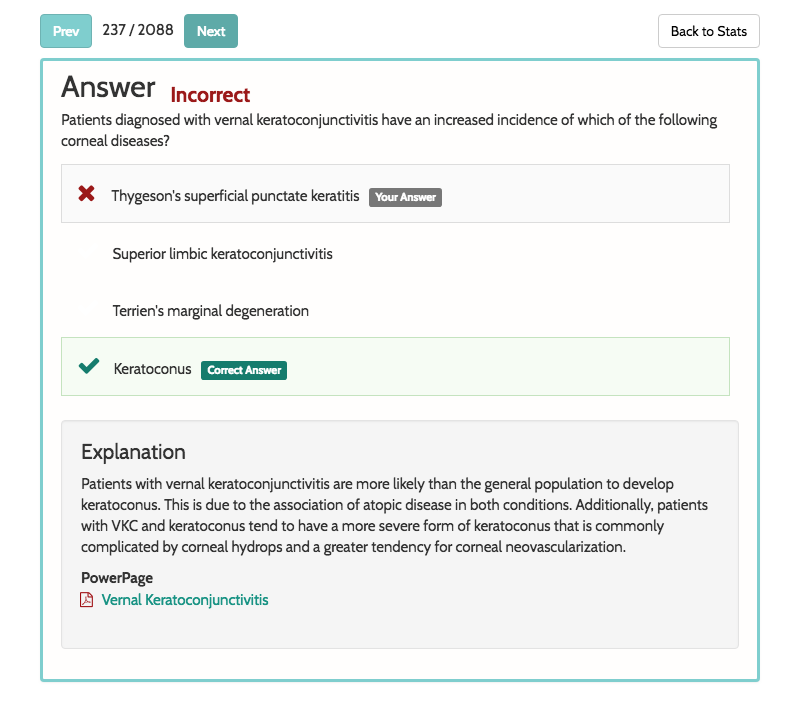 Prev 237 / 2088 Next Back to Stats
Answer Incorrect
Patients diagnosed with vernal keratoconjunctivitis have an increased incidence of which of the following
corneal diseases?
Thygeson's superficial punctate keratitis Your Answer
Superior limbic keratoconjunctivitis
Terrien's marginal degeneration
Keratoconus Correct Answer
Explanation
Patients with vernal keratoconjunctivitis are more likely than the general population to develop
keratoconus. This is due to the association of atopic disease in both conditions. Additionally, patients
with VKC and keratoconus tend to have a more severe form of keratoconus that is commonly
complicated by corneal hydrops and a greater tendency for corneal neovascularization.
PowerPage
Vernal Keratoconjunctivitis